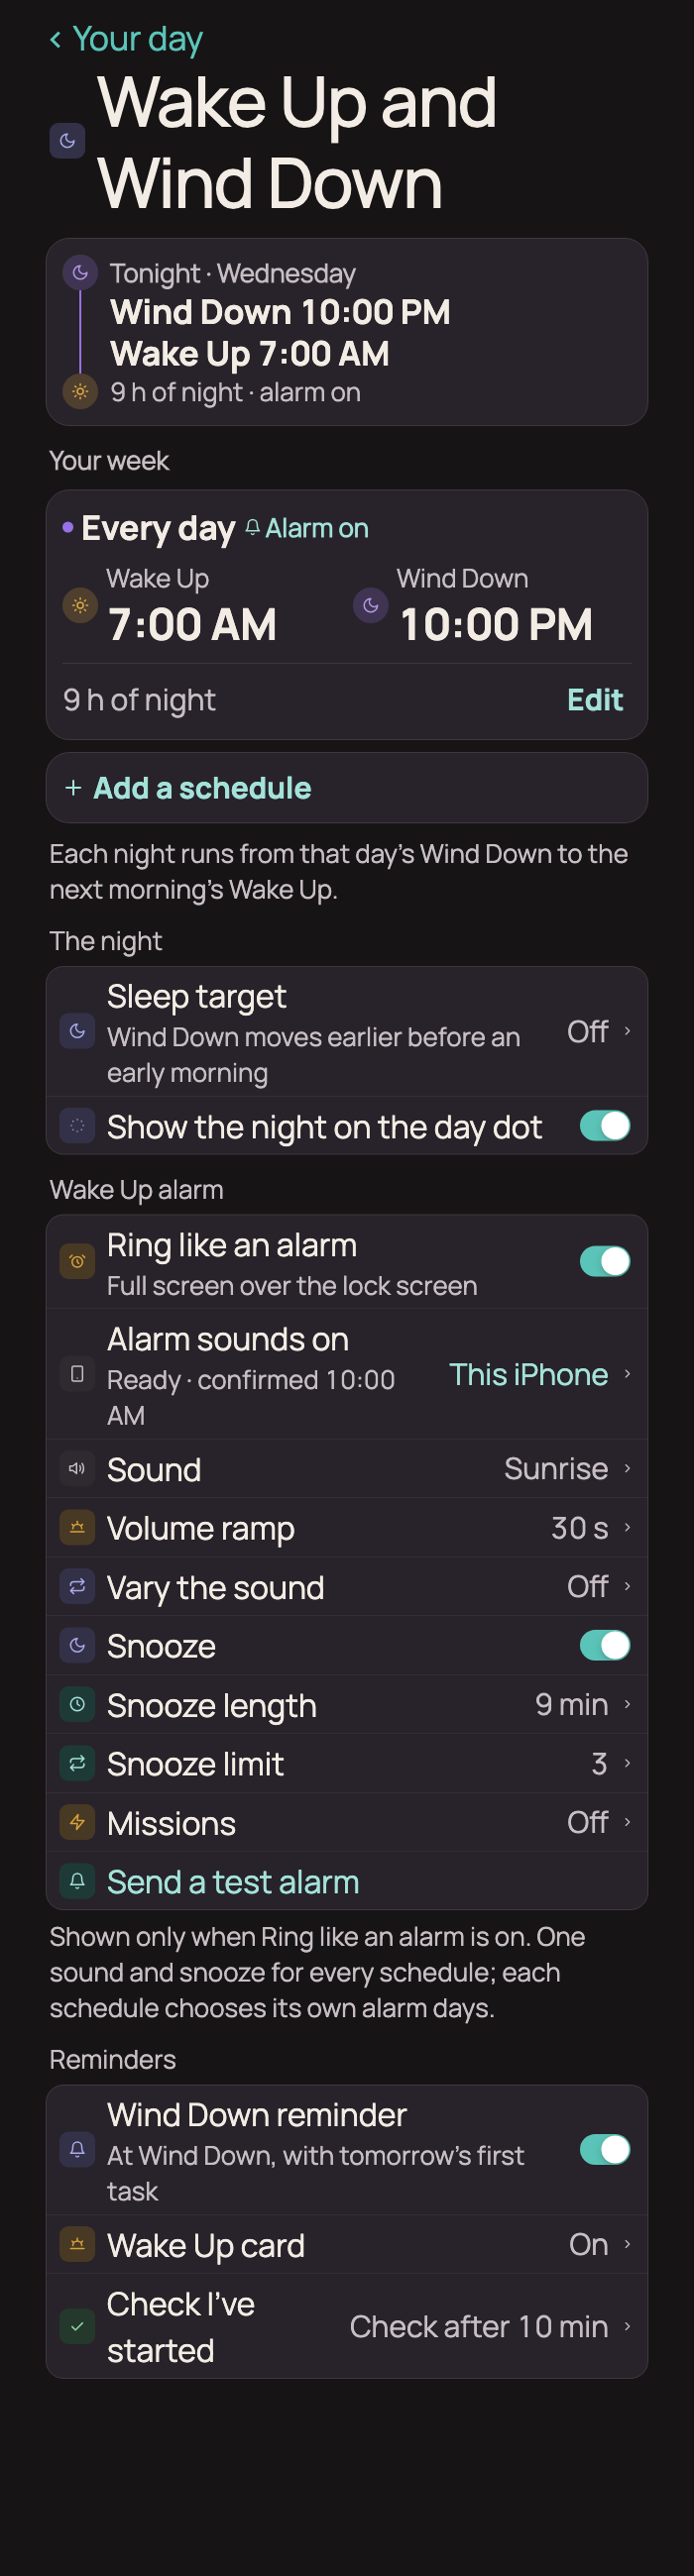 Your day
Wake Up and
Wind Down
Tonight · Wednesday
Wind Down 10:00 PM
Wake Up 7:00 AM
9 h of night · alarm on
Your week
Every day Alarm on
Wake Up
7:00 AM
Wind Down
10:00 PM
9 h of night
Edit
+ Add a schedule
Each night runs from that day's Wind Down to the
next morning's Wake Up.
The night
Sleep target
Wind Down moves earlier before an
early morning
Off
Show the night on the day dot
Wake Up alarm
Ring like an alarm
Full screen over the lock screen
Alarm sounds on
Ready · confirmed 10:00
AM
This iPhone
Sound
Sunrise
Volume ramp
30 s
Vary the sound
Off
Snooze
Snooze length
9 min
Snooze limit
3
Missions
Off
Send a test alarm
Shown only when Ring like an alarm is on. One
sound and snooze for every schedule; each
schedule chooses its own alarm days.
Reminders
Wind Down reminder
At Wind Down, with tomorrow's first
task
Wake Up card
On
Check I've
started
Check after 10 min